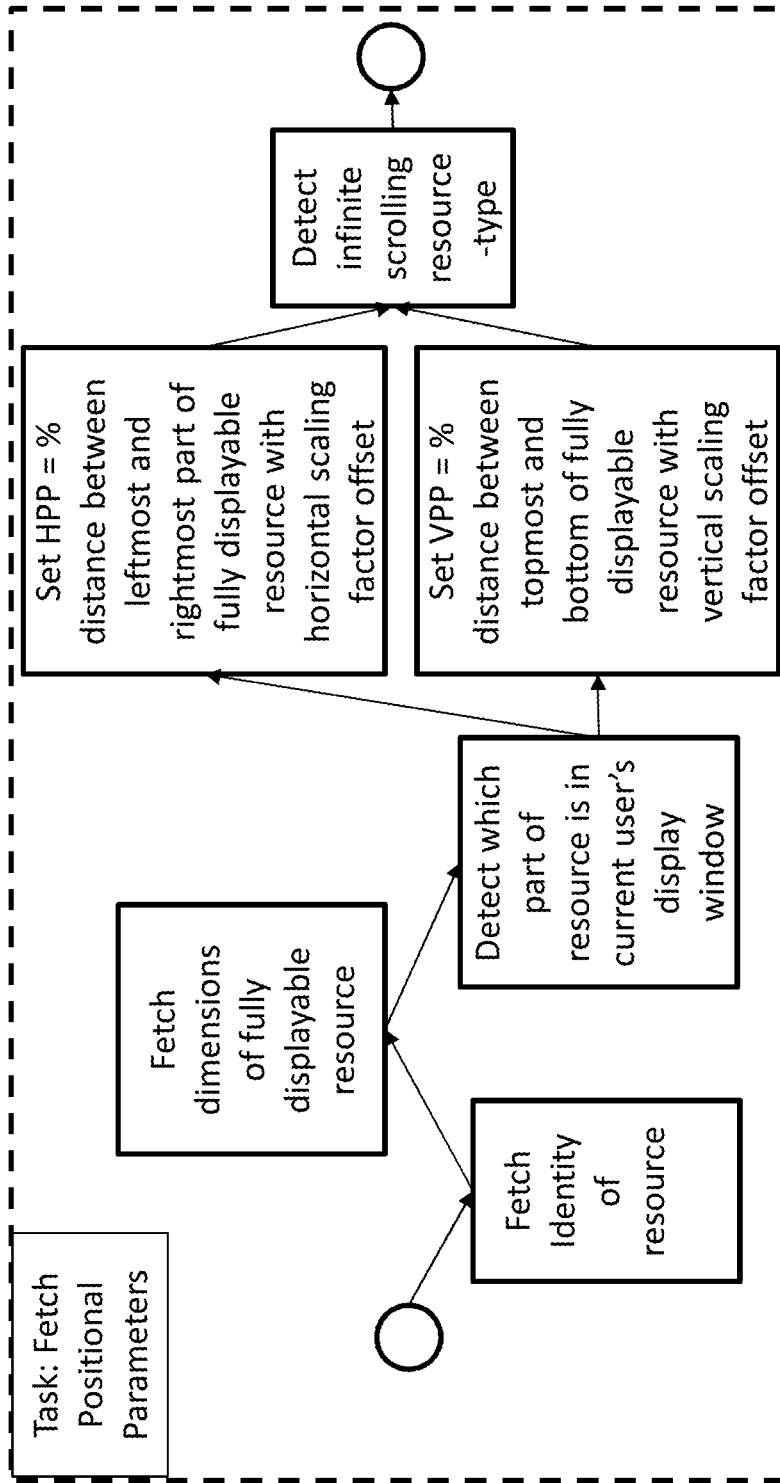 Task: Fetch
Positional
Parameters
Fetch
Identity
of
resource
Fetch
dimensions
of fully
displayable
resource
Detect which
part of
resource is in
current user's
display
window
Set HPP = %
distance between
leftmost and
rightmost part of
fully displayable
resource with
horizontal scaling
factor offset
Set VPP = %
distance between
topmost and
bottom of fully
displayable
resource with
vertical scaling
factor offset
Detect
infinite
scrolling
resource
-type